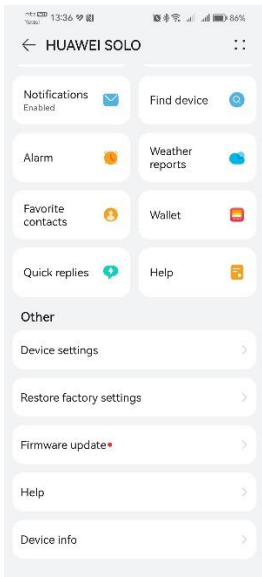 13:36
86%
HUAWEI SOLO
Notifications
Enabled
Find device
Alarm
Weather
reports
Favorite
contacts
Wallet
Quick replies
Help
Other
Device settings
Restore factory settings
Firmware update
Help
Device info